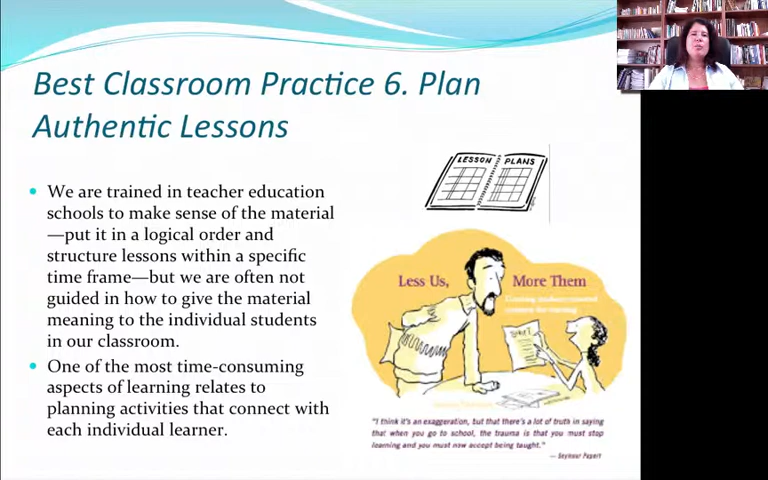 Best Classroom Practice 6. Plan
Authentic Lessons
We are trained in teacher education
schools to make sense of the material
—put it in a logical order and
structure lessons within a specific
time frame—but we are often not
guided in how to give the material
meaning to the individual students
in our classroom.
One of the most time-consuming
aspects of learning relates to
planning activities that connect with
each individual learner.
LESSON PLANS
Less Us, More Them
"I think it's an exaggeration, but that there's a lot of truth in saying
that when you go to school, the trauma is that you must stop
learning and you must now accept being taught."
— Seymour Papert